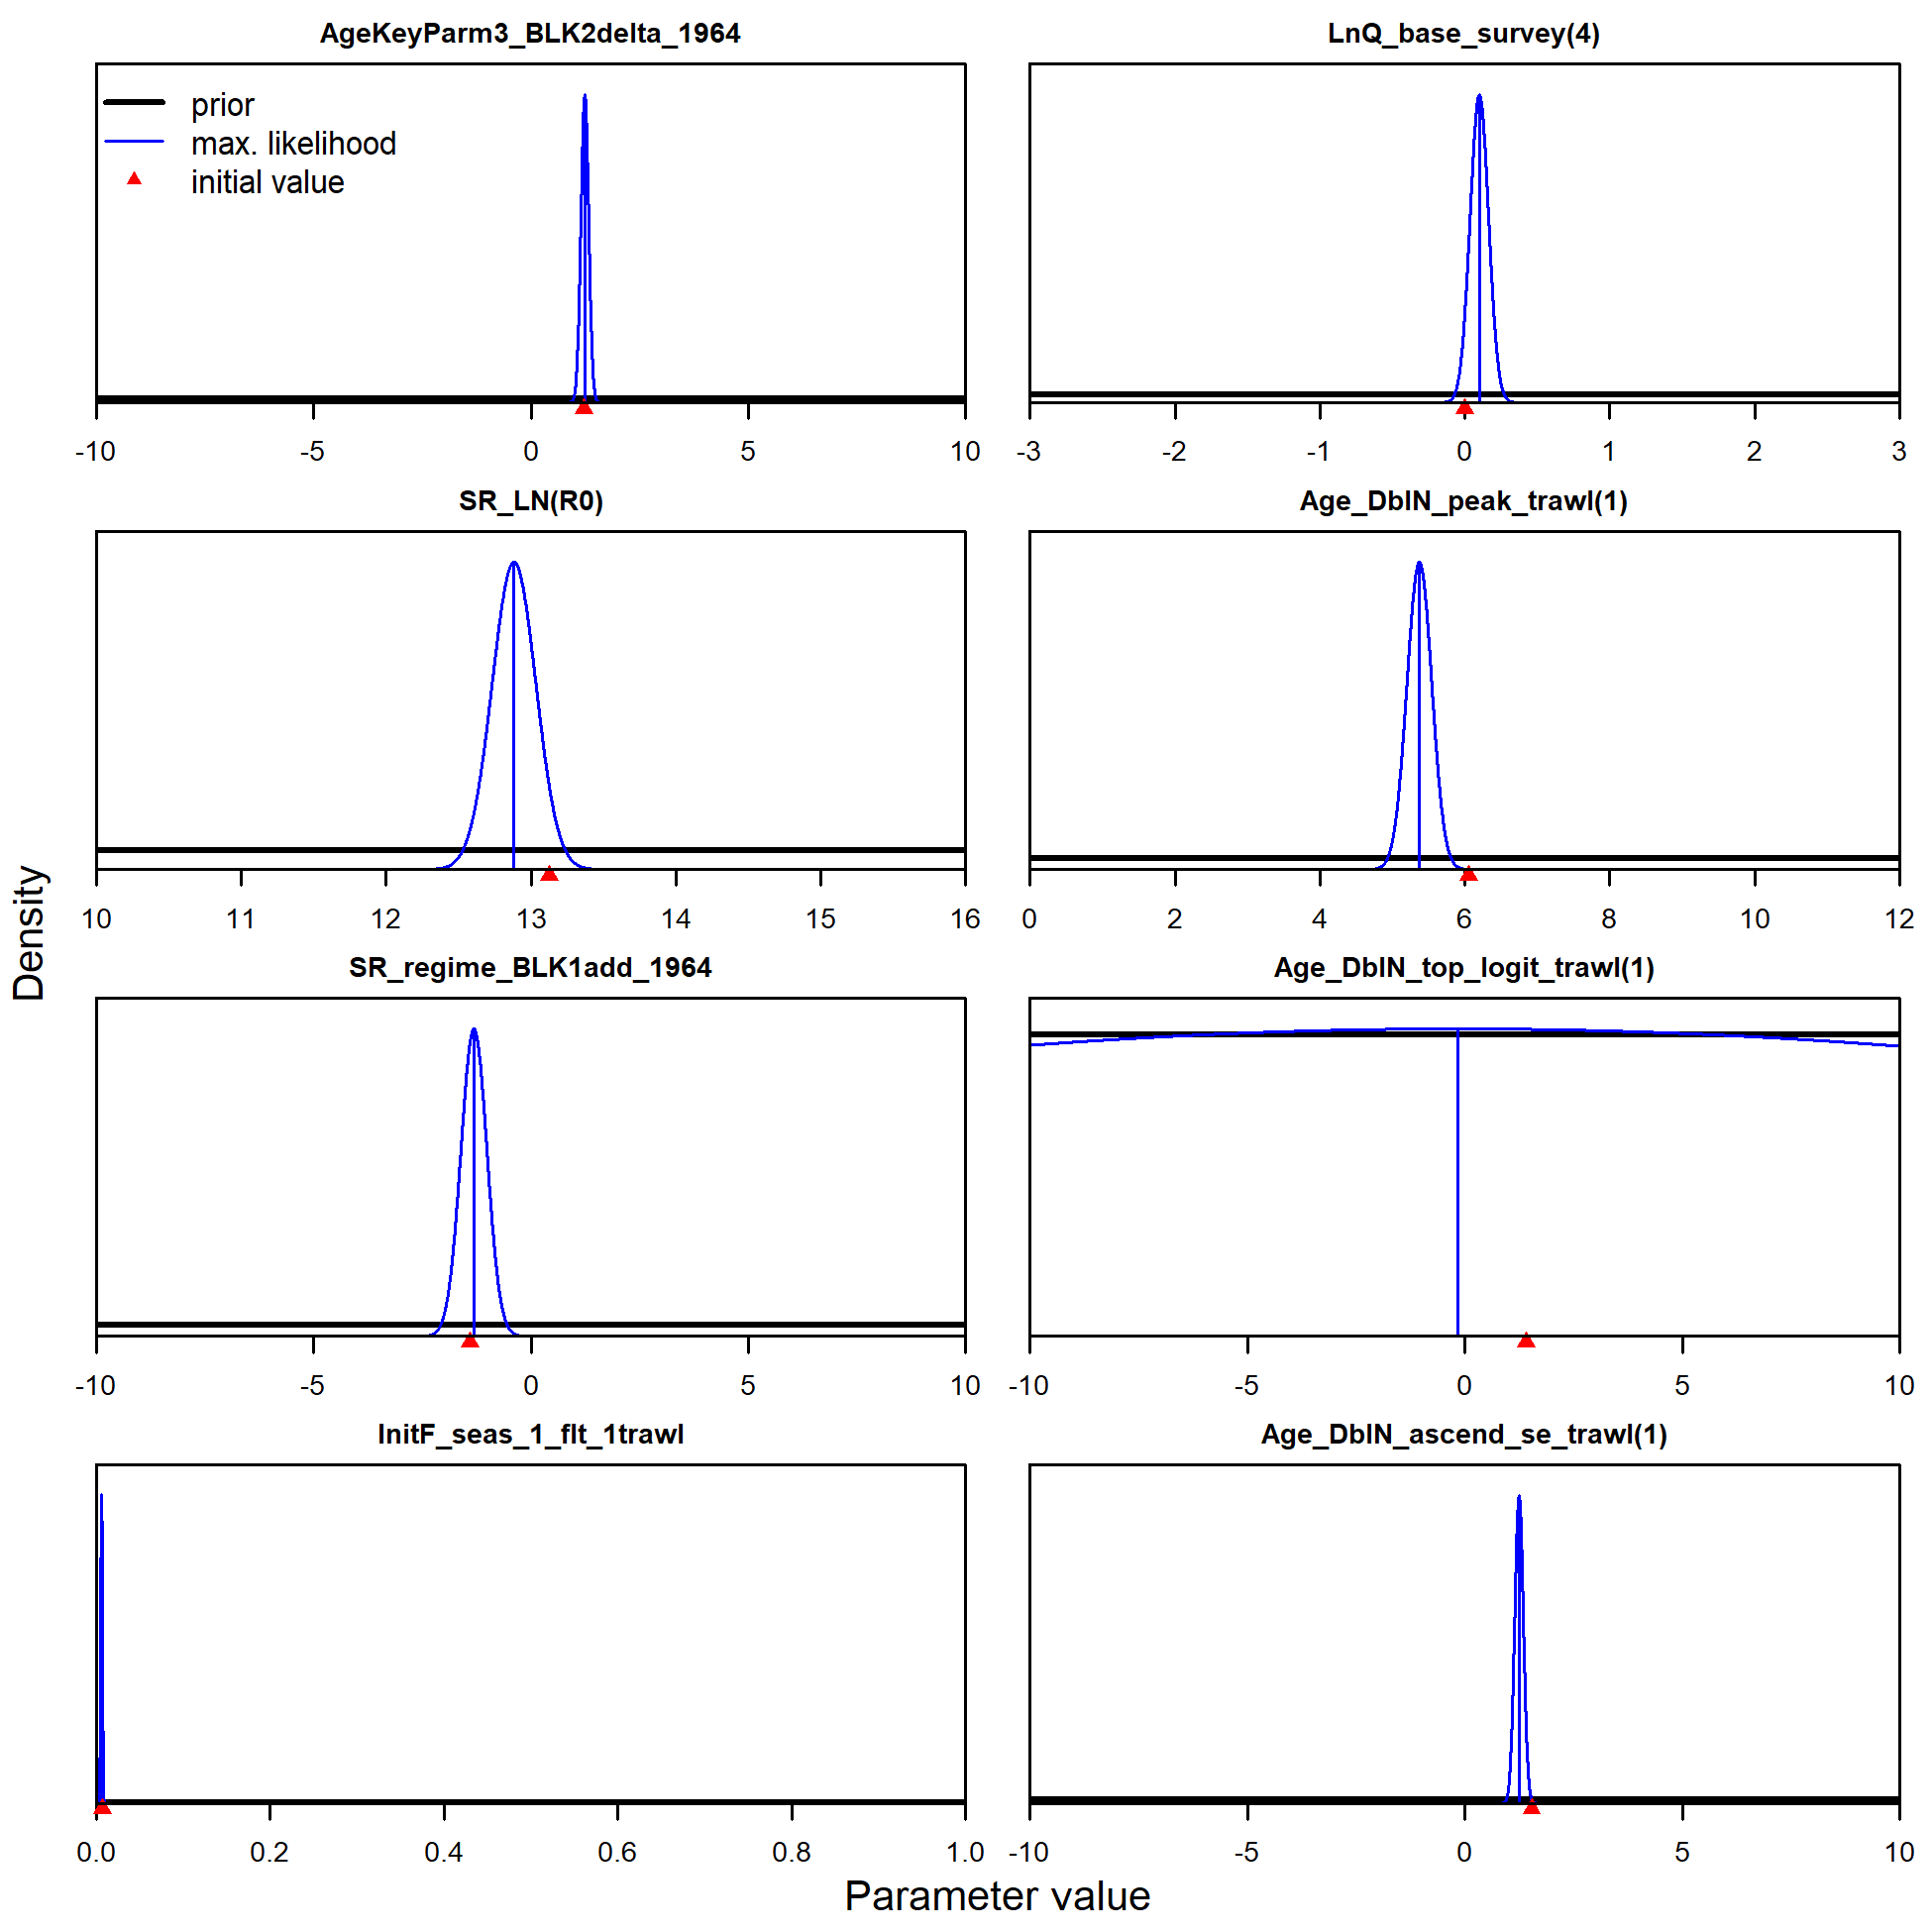 AgeKeyParm3_BLK2delta_1964
prior
max. likelihood
initial value
-10 -5 0 5 10
LnQ_base_survey(4)
-3 -2 -1 0 1 2 3
SR_LN(R0)
10 11 12 13 14 15 16
Age_DblN_peak_trawl(1)
0 2 4 6 8 10 12
SR_regime_BLK1add_1964
-10 -5 0 5 10
Age_DblN_top_logit_trawl(1)
-10 -5 0 5 10
InitF_seas_1_flt_1trawl
0.0 0.2 0.4 0.6 0.8 1.0
Age_DblN_ascend_se_trawl(1)
-10 -5 0 5 10
Density
Parameter value